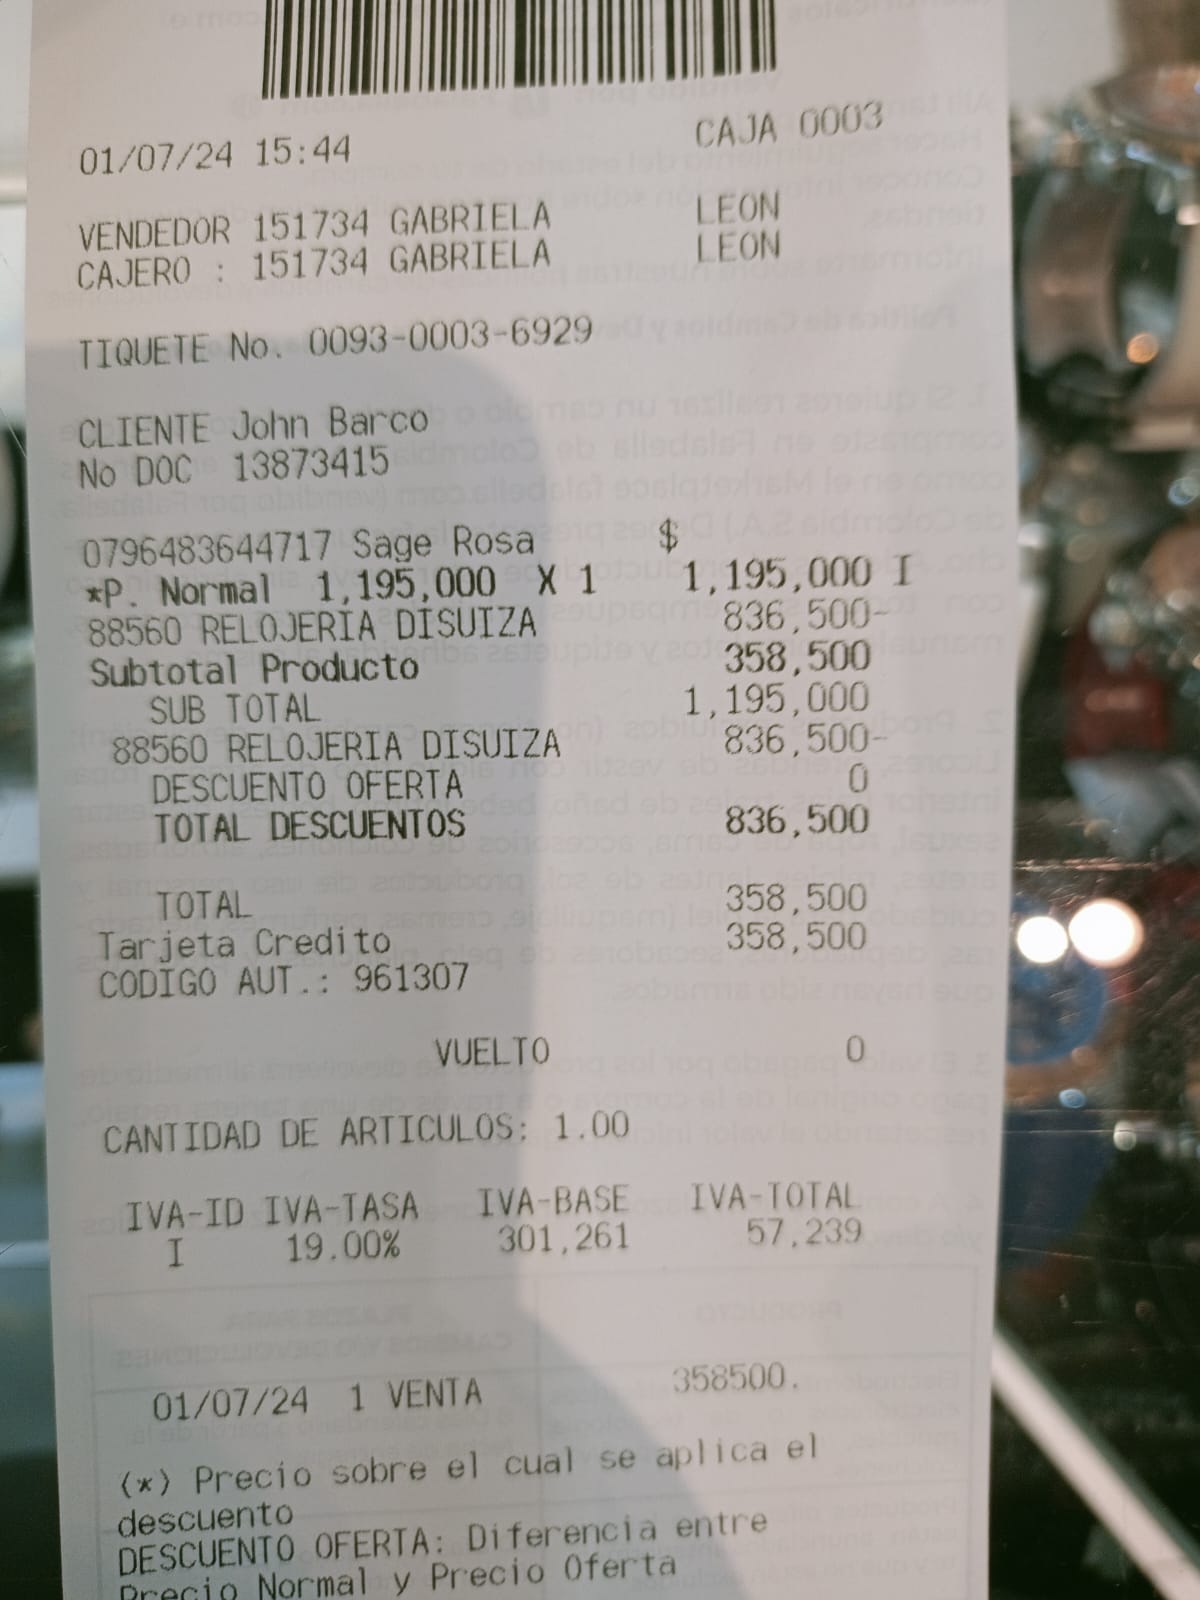 01/07/24 15:44 CAJA 0003
VENDEDOR 151734 GABRIELA LEON
CAJERO : 151734 GABRIELA LEON
TIQUETE No. 0093-0003-6929
CLIENTE John Barco
No DOC 13873415
0796483644717 Sage Rosa $
*P. Normal 1,195,000 X 1 1,195,000 I
88560 RELOJERIA DISUIZA 836,500-
Subtotal Producto 358,500
SUB TOTAL 1,195,000
88560 RELOJERIA DISUIZA 836,500-
DESCUENTO OFERTA 0
TOTAL DESCUENTOS 836,500
TOTAL 358,500
Tarjeta Credito 358,500
CODIGO AUT.: 961307
VUELTO 0
CANTIDAD DE ARTICULOS: 1.00
IVA-ID IVA-TASA IVA-BASE IVA-TOTAL
I 19.00% 301,261 57,239
01/07/24 1 VENTA 358500.
(*) Precio sobre el cual se aplica el
descuento
DESCUENTO OFERTA: Diferencia entre
Precio Normal y Precio Oferta